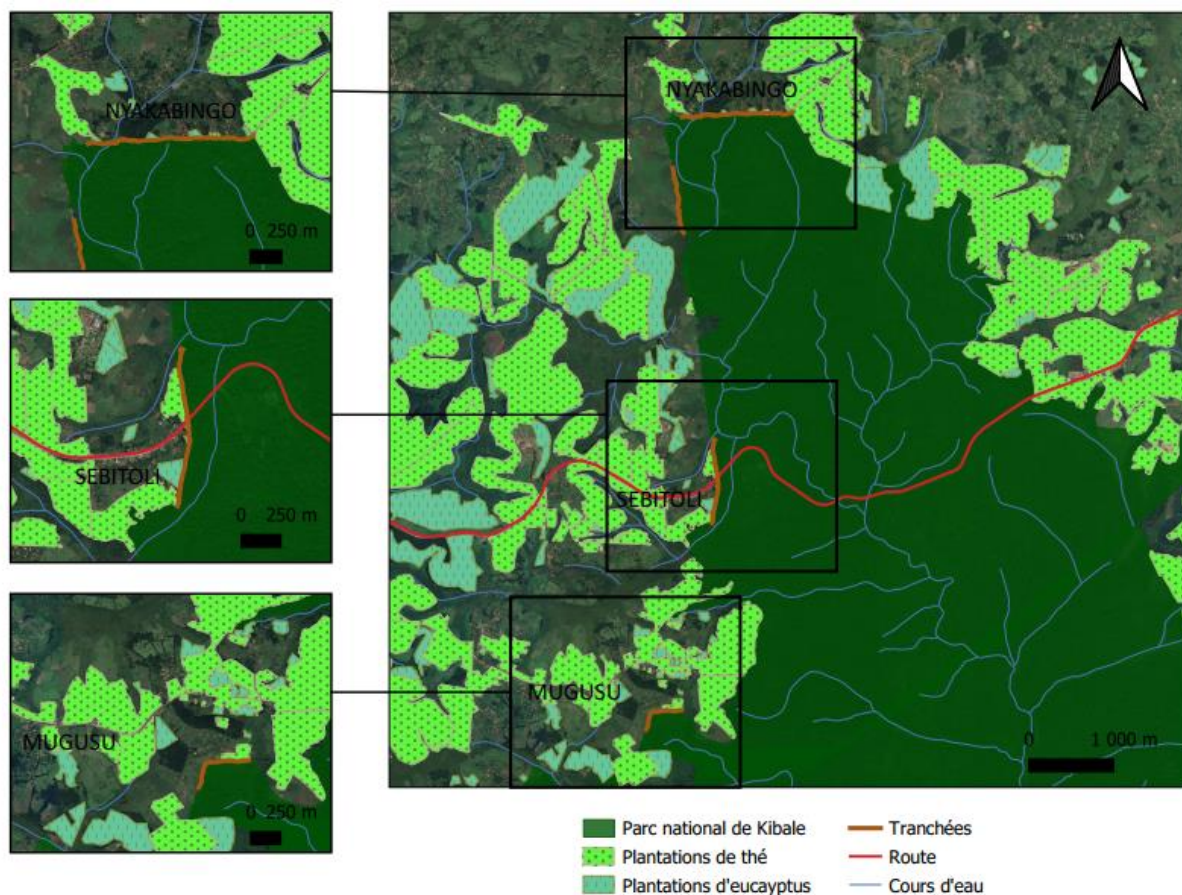 NYAKABINGO
0 250 m
SEBITOLI
0 250 m
MUGUSU
0 250 m
NYAKABINGO
SEBITOLI
MUGUSU
0 1 000 m
Parc national de Kibale
Plantations de thé
Plantations d'eucayptus
Tranchées
Route
Cours d'eau